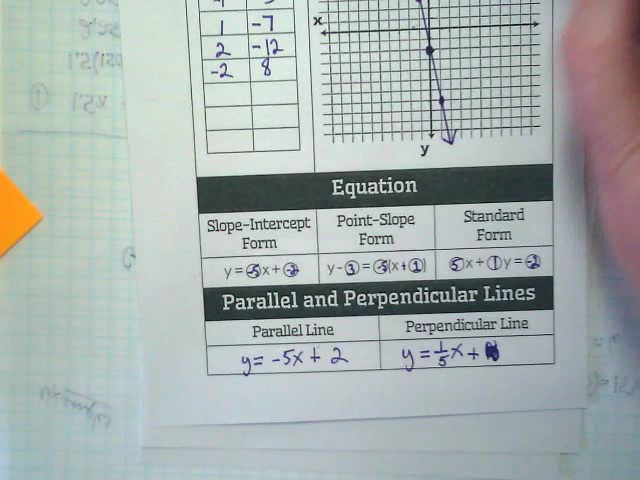 x
1 -7
2 -12
-2 8
y
Equation
Slope-Intercept Form
Point-Slope Form
Standard Form
y = -5x + -2
y - 3 = -5(x + 1)
5x + 1y = -2
Parallel and Perpendicular Lines
Parallel Line
Perpendicular Line
y = -5x + 2
y = 1/5 x +